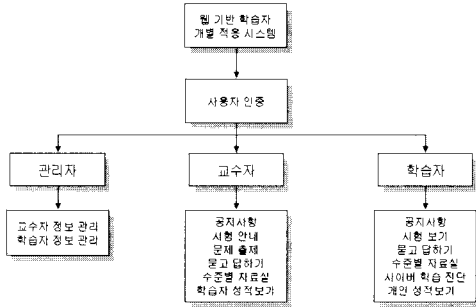 웹 기반 학습자
개별 적용 시스템
사용자 인증
관리자
교수자
학습자
교수자 정보 관리
학습자 정보 관리
공지사항
시험 안내
문제 출제
묻고 답하기
수준별 자료실
학습자 성적보기
공지사항
시험 보기
묻고 답하기
수준별 자료실
사이버 학습 진단
개인 성적보기